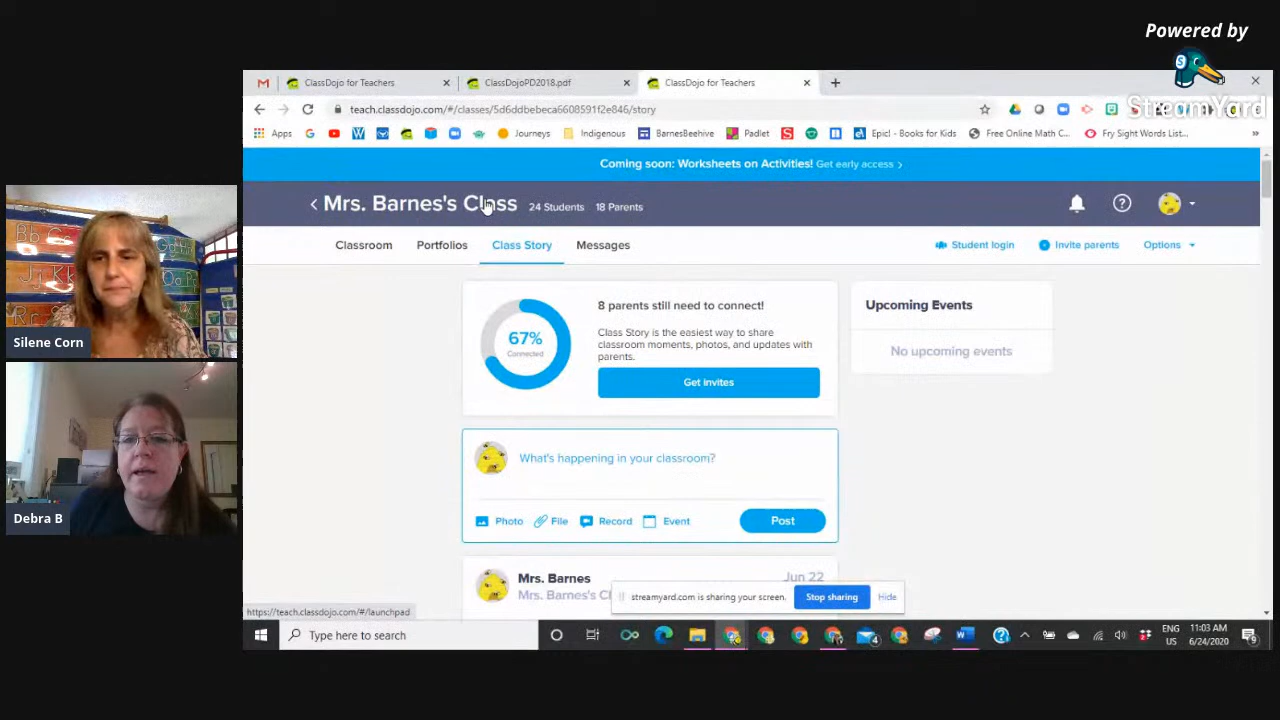 Powered by
StreamYard
ClassDojo for Teachers
ClassDojoPD2018.pdf
ClassDojo for Teachers
teach.classdojo.com/#/classes/5d6ddbebeca6608591f2e846/story
Apps
Journeys
Indigenous
BarnesBeehive
Padlet
Epic! - Books for Kids
Free Online Math C...
Fry Sight Words List...
Coming soon: Worksheets on Activities! Get early access
Mrs. Barnes's Class 24 Students 18 Parents
Classroom Portfolios Class Story Messages
Student login Invite parents Options
8 parents still need to connect!
67%
Connected
Class Story is the easiest way to share
classroom moments, photos, and updates with
parents.
Get invites
Upcoming Events
No upcoming events
What's happening in your classroom?
Photo File Record Event Post
Mrs. Barnes
Jun 22
Mrs. Barnes's
streamyard.com is sharing your screen. Stop sharing Hide
https://teach.classdojo.com/#/launchpad
Type here to search
ENG
US
11:03 AM
6/24/2020
Bb Cc
Jj Kk
Silene Corn
Debra B